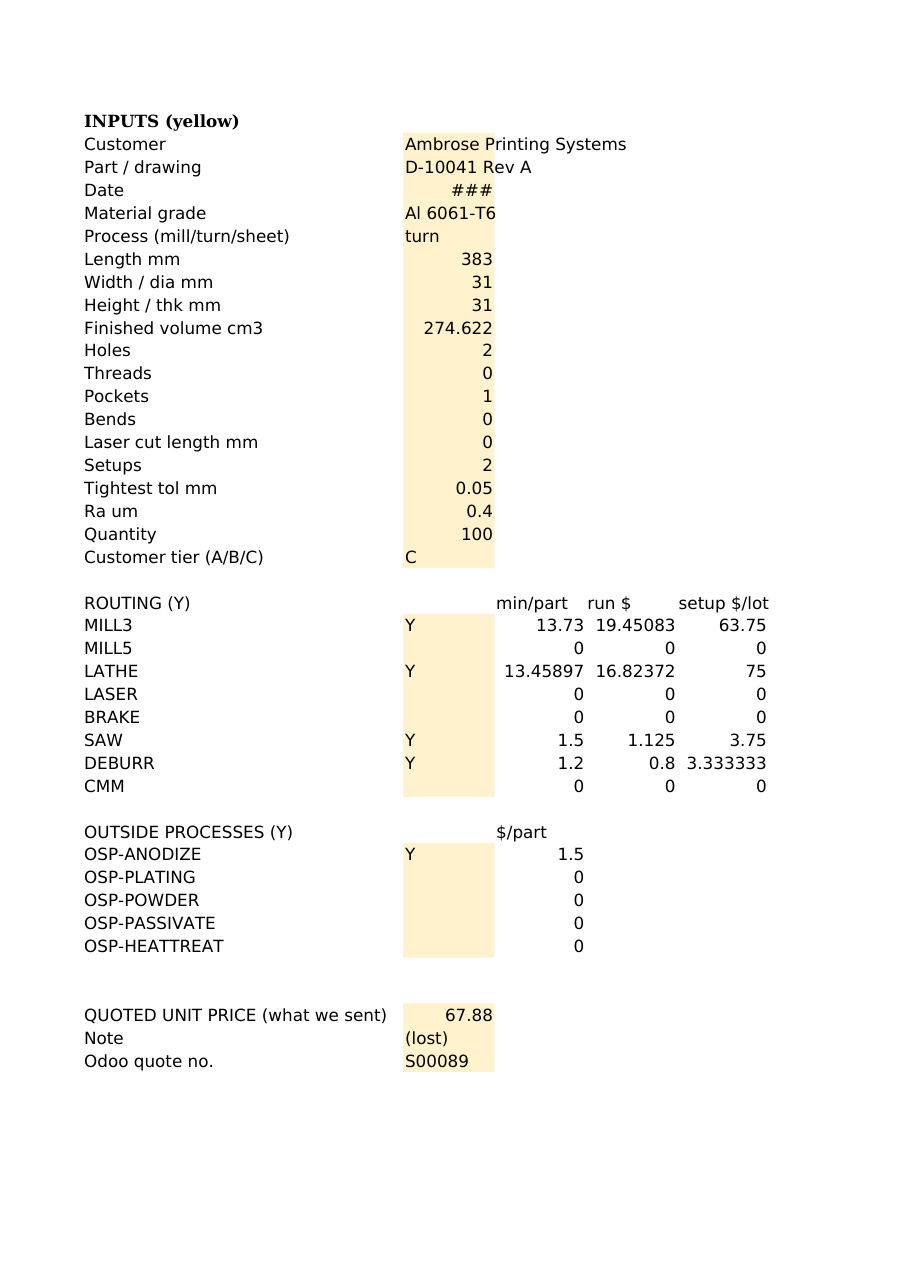 INPUTS (yellow)
Customer Ambrose Printing Systems
Part / drawing D-10041 Rev A
Date ###
Material grade Al 6061-T6
Process (mill/turn/sheet) turn
Length mm 383
Width / dia mm 31
Height / thk mm 31
Finished volume cm3 274.622
Holes 2
Threads 0
Pockets 1
Bends 0
Laser cut length mm 0
Setups 2
Tightest tol mm 0.05
Ra um 0.4
Quantity 100
Customer tier (A/B/C) C
ROUTING (Y) min/part run $ setup $/lot
MILL3 Y 13.73 19.45083 63.75
MILL5 0 0 0
LATHE Y 13.45897 16.82372 75
LASER 0 0 0
BRAKE 0 0 0
SAW Y 1.5 1.125 3.75
DEBURR Y 1.2 0.8 3.333333
CMM 0 0 0
OUTSIDE PROCESSES (Y) $/part
OSP-ANODIZE Y 1.5
OSP-PLATING 0
OSP-POWDER 0
OSP-PASSIVATE 0
OSP-HEATTREAT 0
QUOTED UNIT PRICE (what we sent) 67.88
Note (lost)
Odoo quote no. S00089